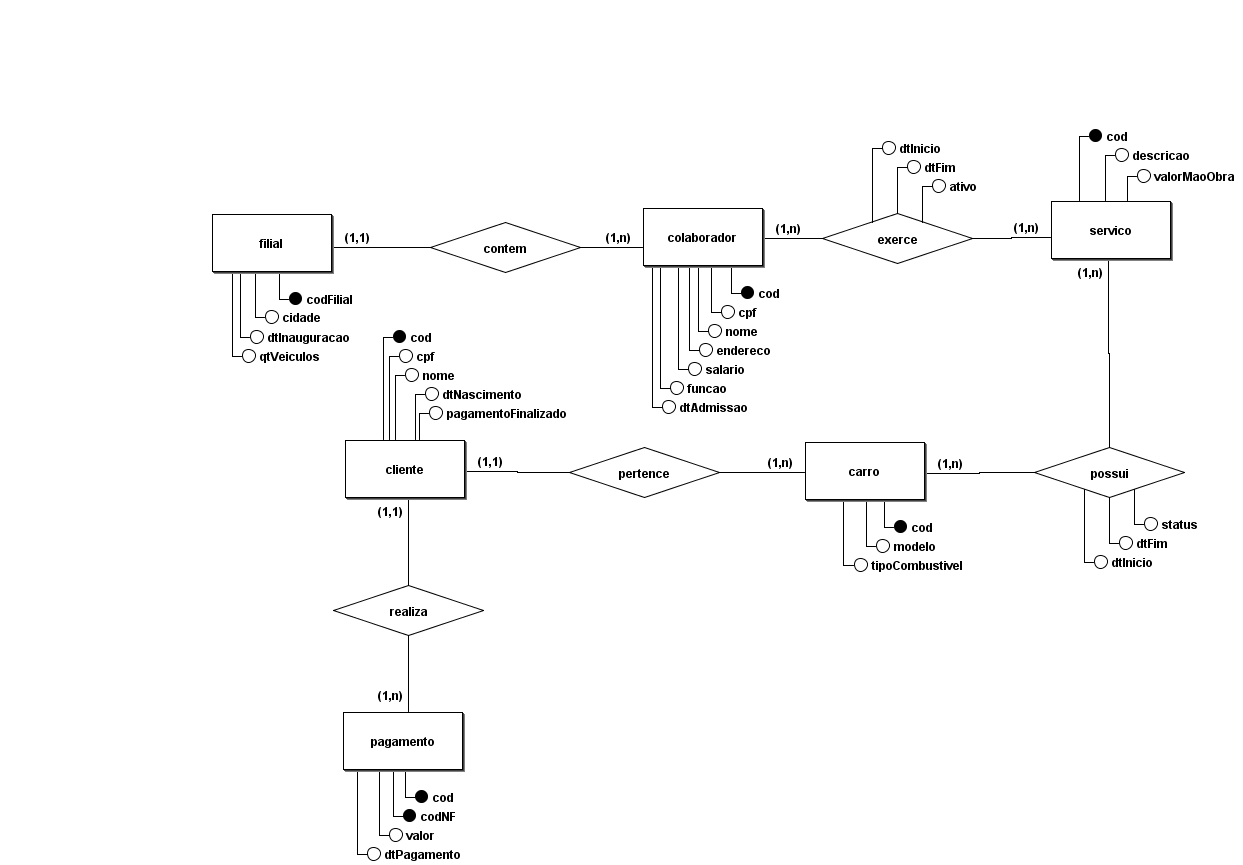 cod
dtInicio
descricao
dtFim
valorMaoObra
ativo
filial
(1,1)
contem
(1,n)
colaborador
(1,n)
exerce
(1,n)
servico
(1,n)
codFilial
cidade
dtInauguracao
qtVeiculos
cod
cpf
nome
endereco
salario
funcao
dtAdmissao
cod
cpf
nome
dtNascimento
pagamentoFinalizado
cliente
(1,1)
pertence
(1,n)
carro
(1,n)
possui
(1,1)
cod
modelo
tipoCombustivel
status
dtFim
dtInicio
realiza
(1,n)
pagamento
cod
codNF
valor
dtPagamento